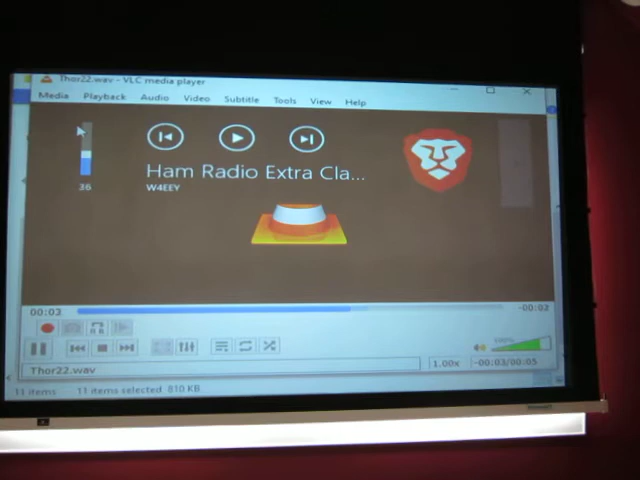 Thor22.wav - VLC media player
Media Playback Audio Video Subtitle Tools View Help
36
Ham Radio Extra Cla...
W4EEY
00:02 -00:02
100%
Thor22.wav 1.00x -00:03/00:05
11 items 11 items selected 810 KB